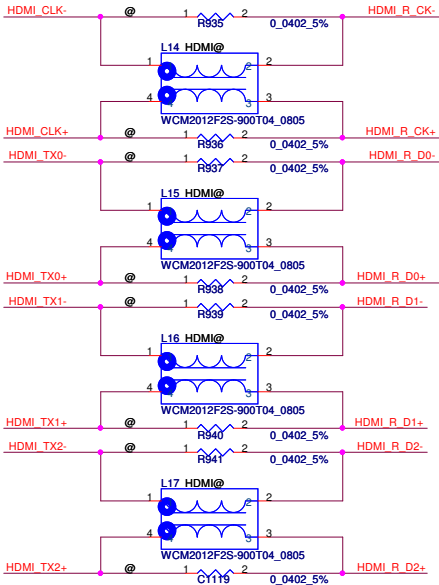 HDMI_CLK- @ 1 2 HDMI_R_CK-
R935 0_0402_5%
L14 HDMI@
1 2 2
4 3 3
WCM2012F2S-900T04_0805
HDMI_CLK+ @ 1 2 HDMI_R_CK+
R936 0_0402_5%
HDMI_TX0- @ 1 2 HDMI_R_D0-
R937 0_0402_5%
L15 HDMI@
1 2 2
4 3 3
WCM2012F2S-900T04_0805
HDMI_TX0+ @ 1 2 HDMI_R_D0+
R938 0_0402_5%
HDMI_TX1- @ 1 2 HDMI_R_D1-
R939 0_0402_5%
L16 HDMI@
1 2 2
4 3 3
WCM2012F2S-900T04_0805
HDMI_TX1+ @ 1 2 HDMI_R_D1+
R940 0_0402_5%
HDMI_TX2- @ 1 2 HDMI_R_D2-
R941 0_0402_5%
L17 HDMI@
1 2 2
4 3 3
WCM2012F2S-900T04_0805
HDMI_TX2+ @ 1 2 HDMI_R_D2+
C1119 0_0402_5%